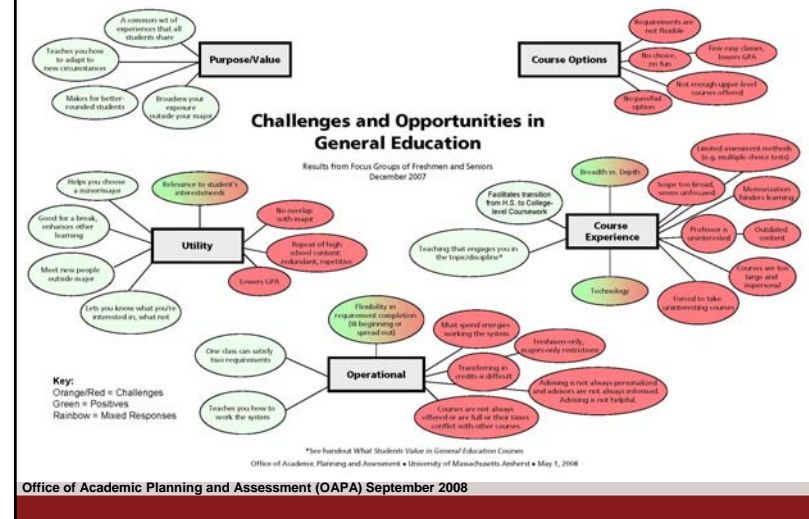 A common set of
experiences that all
students share
Teaches you how
to adapt to
new circumstances
Makes for better-
rounded students
Broadens your
exposure
outside your major
Purpose/Value
Course Options
Requirements are
not flexible
No choice,
no fun
Few easy classes,
lowers GPA
Not enough upper-level
courses offered
No pass/fail
option
Challenges and Opportunities in
General Education
Results from Focus Groups of Freshmen and Seniors
December 2007
Helps you choose
a minor/major
Relevance to student's
interests/needs
Good for a break,
enhances other
learning
Meet new people
outside major
Lets you know what you're
interested in, what not
Utility
No overlap
with major
Repeat of high
school content;
redundant, repetitive
Lowers GPA
Breadth vs. Depth
Facilitates transition
from H.S. to College-
level Coursework
Teaching that engages you in
the topic/discipline*
Course
Experience
Technology
Limited assessment methods
(e.g. multiple choice tests)
Scope too broad,
seems unfocused
Memorization
hinders learning
Professor is
uninterested
Outdated
content
Courses are too
large and
impersonal
Forced to take
uninteresting courses
Flexibility in
requirement completion
beginning or
spread out)
One class can satisfy
two requirements
Teaches you how to
work the system
Operational
Must spend energies
working the system
Freshmen-only,
majors-only restrictions
Transferring in
credits is difficult
Advising is not always personalized
and advisors are not always informed.
Advising is not helpful.
Courses are not always
offered or are full or their times
conflict with other courses
Key:
Orange/Red = Challenges
Green = Positives
Rainbow = Mixed Responses
*See handout What Students Value in General Education Courses
Office of Academic Planning and Assessment • University of Massachusetts Amherst • May 1, 2008
Office of Academic Planning and Assessment (OAPA) September 2008